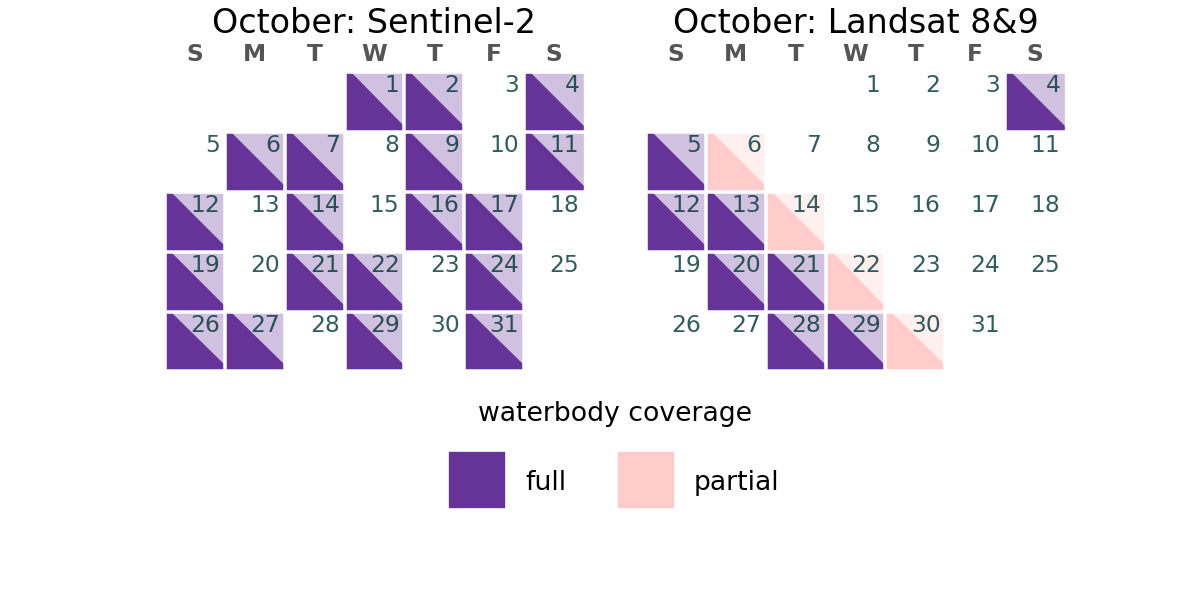 October: Sentinel-2
S M T W T F S
1 2 3 4
5 6 7 8 9 10 11
12 13 14 15 16 17 18
19 20 21 22 23 24 25
26 27 28 29 30 31
October: Landsat 8&9
S M T W T F S
1 2 3 4
5 6 7 8 9 10 11
12 13 14 15 16 17 18
19 20 21 22 23 24 25
26 27 28 29 30 31
waterbody coverage
full partial